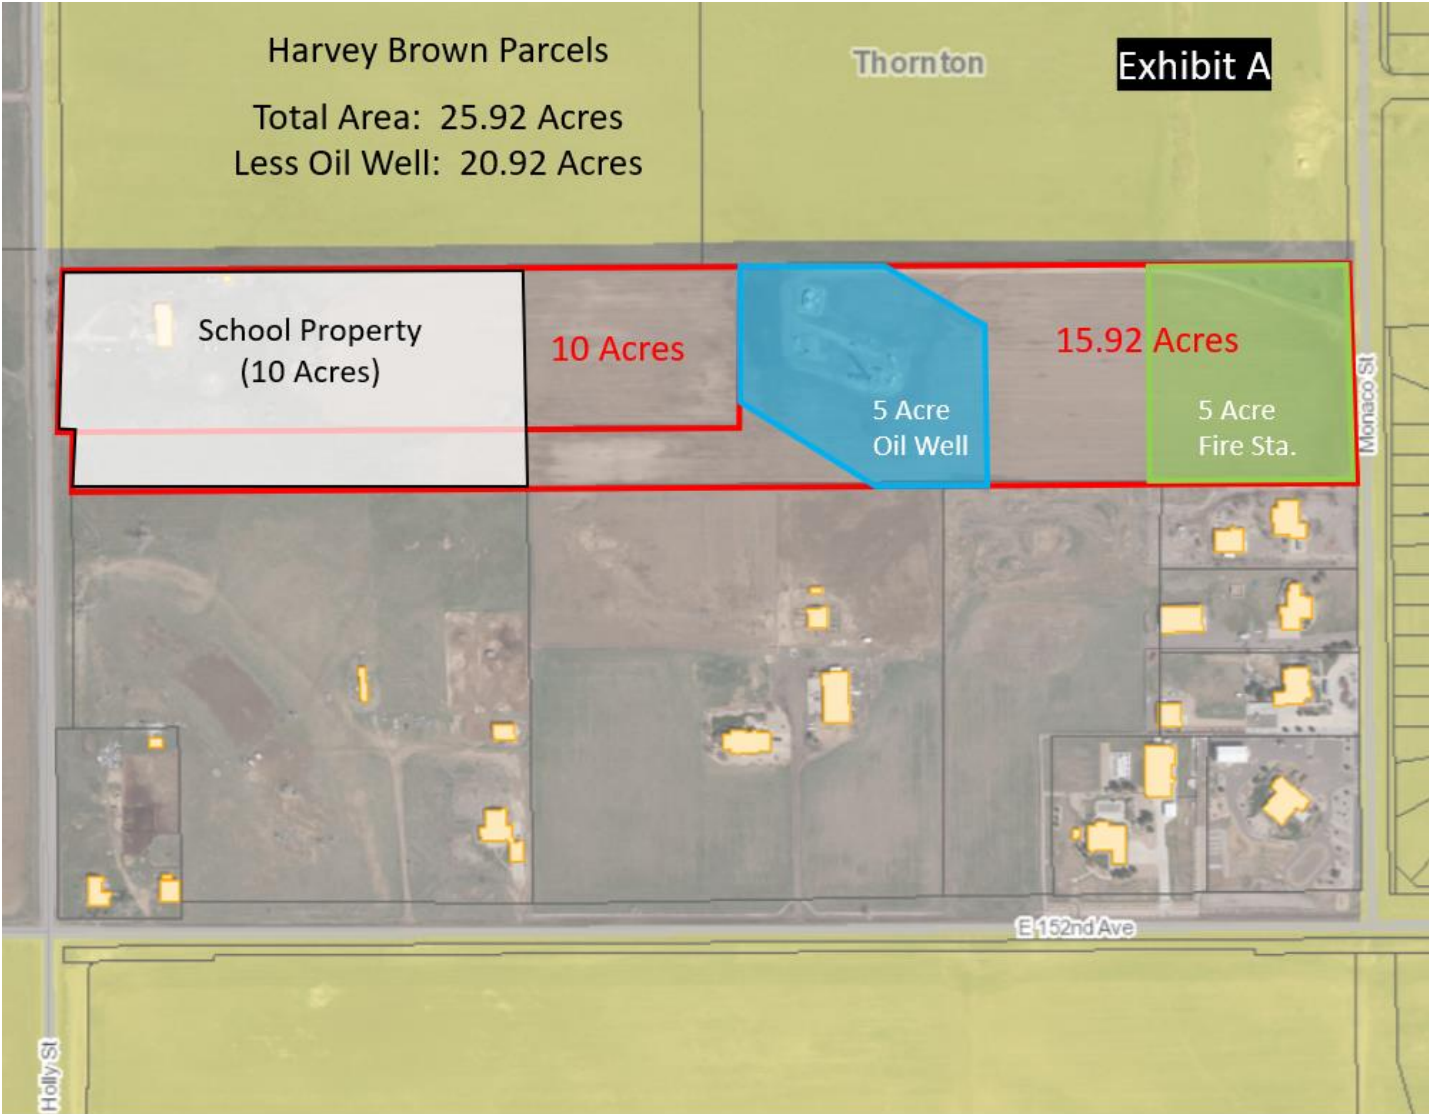 Harvey Brown Parcels
Total Area: 25.92 Acres
Less Oil Well: 20.92 Acres
Thornton
Exhibit A
School Property
(10 Acres)
10 Acres
15.92 Acres
5 Acre
Oil Well
5 Acre
Fire Sta.
Monaco St
E 152nd Ave
Holly St